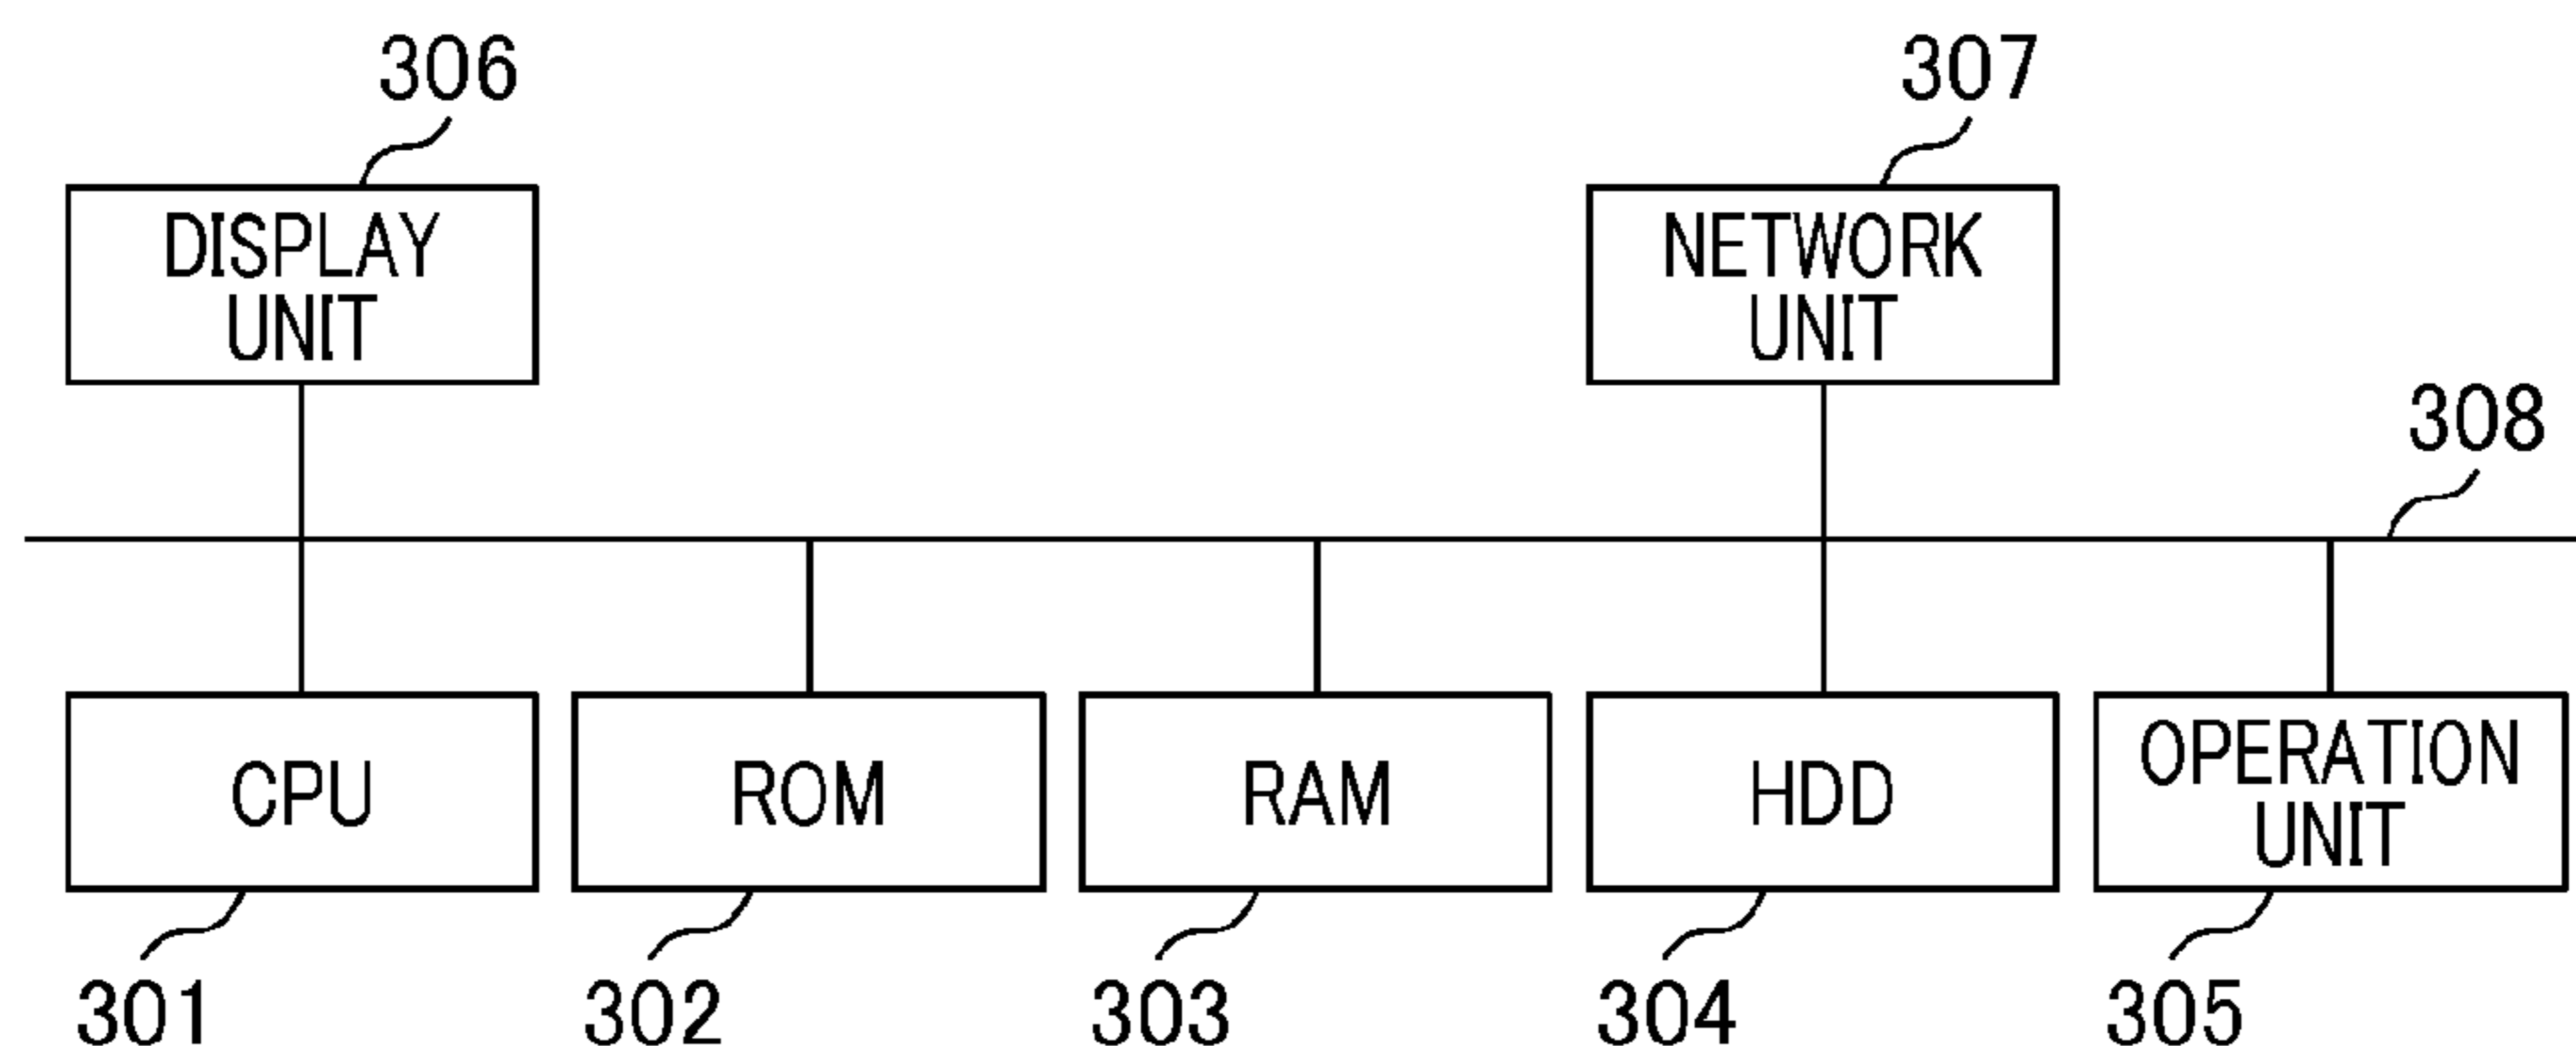 306
307
DISPLAY
UNIT
NETWORK
UNIT
308
CPU
ROM
RAM
HDD
OPERATION
UNIT
301
302
303
304
305